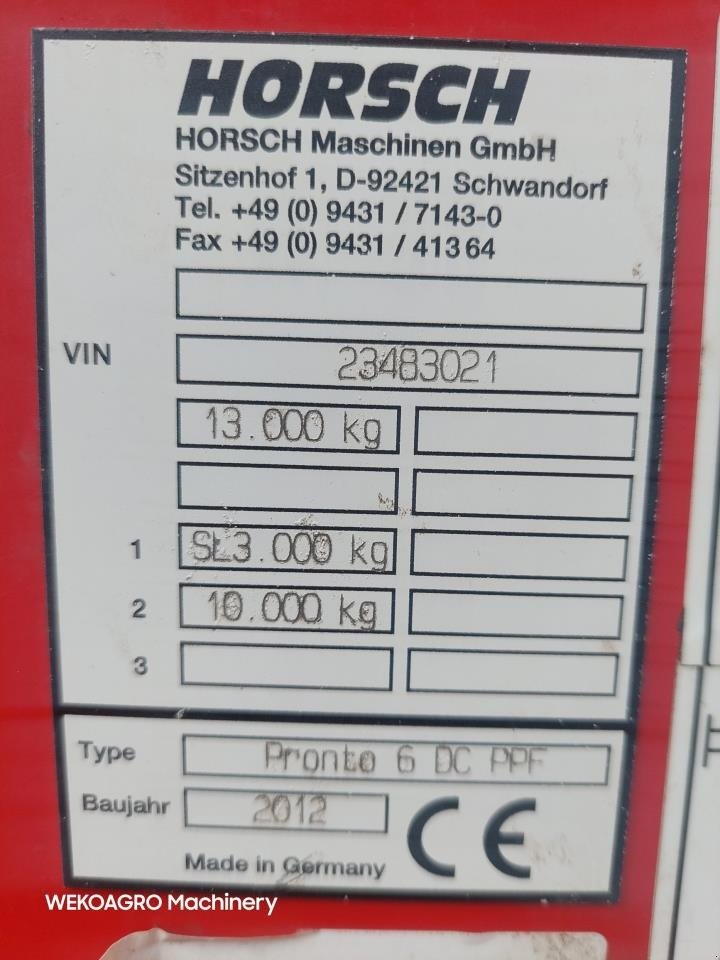 HORSCH
HORSCH Maschinen GmbH
Sitzenhof 1, D-92421 Schwandorf
Tel. +49 (0) 9431 / 7143-0
Fax +49 (0) 9431 / 41364
VIN 23483021
13.000 kg
1 SL3.000 kg
2 10.000 kg
3
Type Pronto 6 DC PPF
Baujahr 2012 CE
Made in Germany
WEKOAGRO Machinery